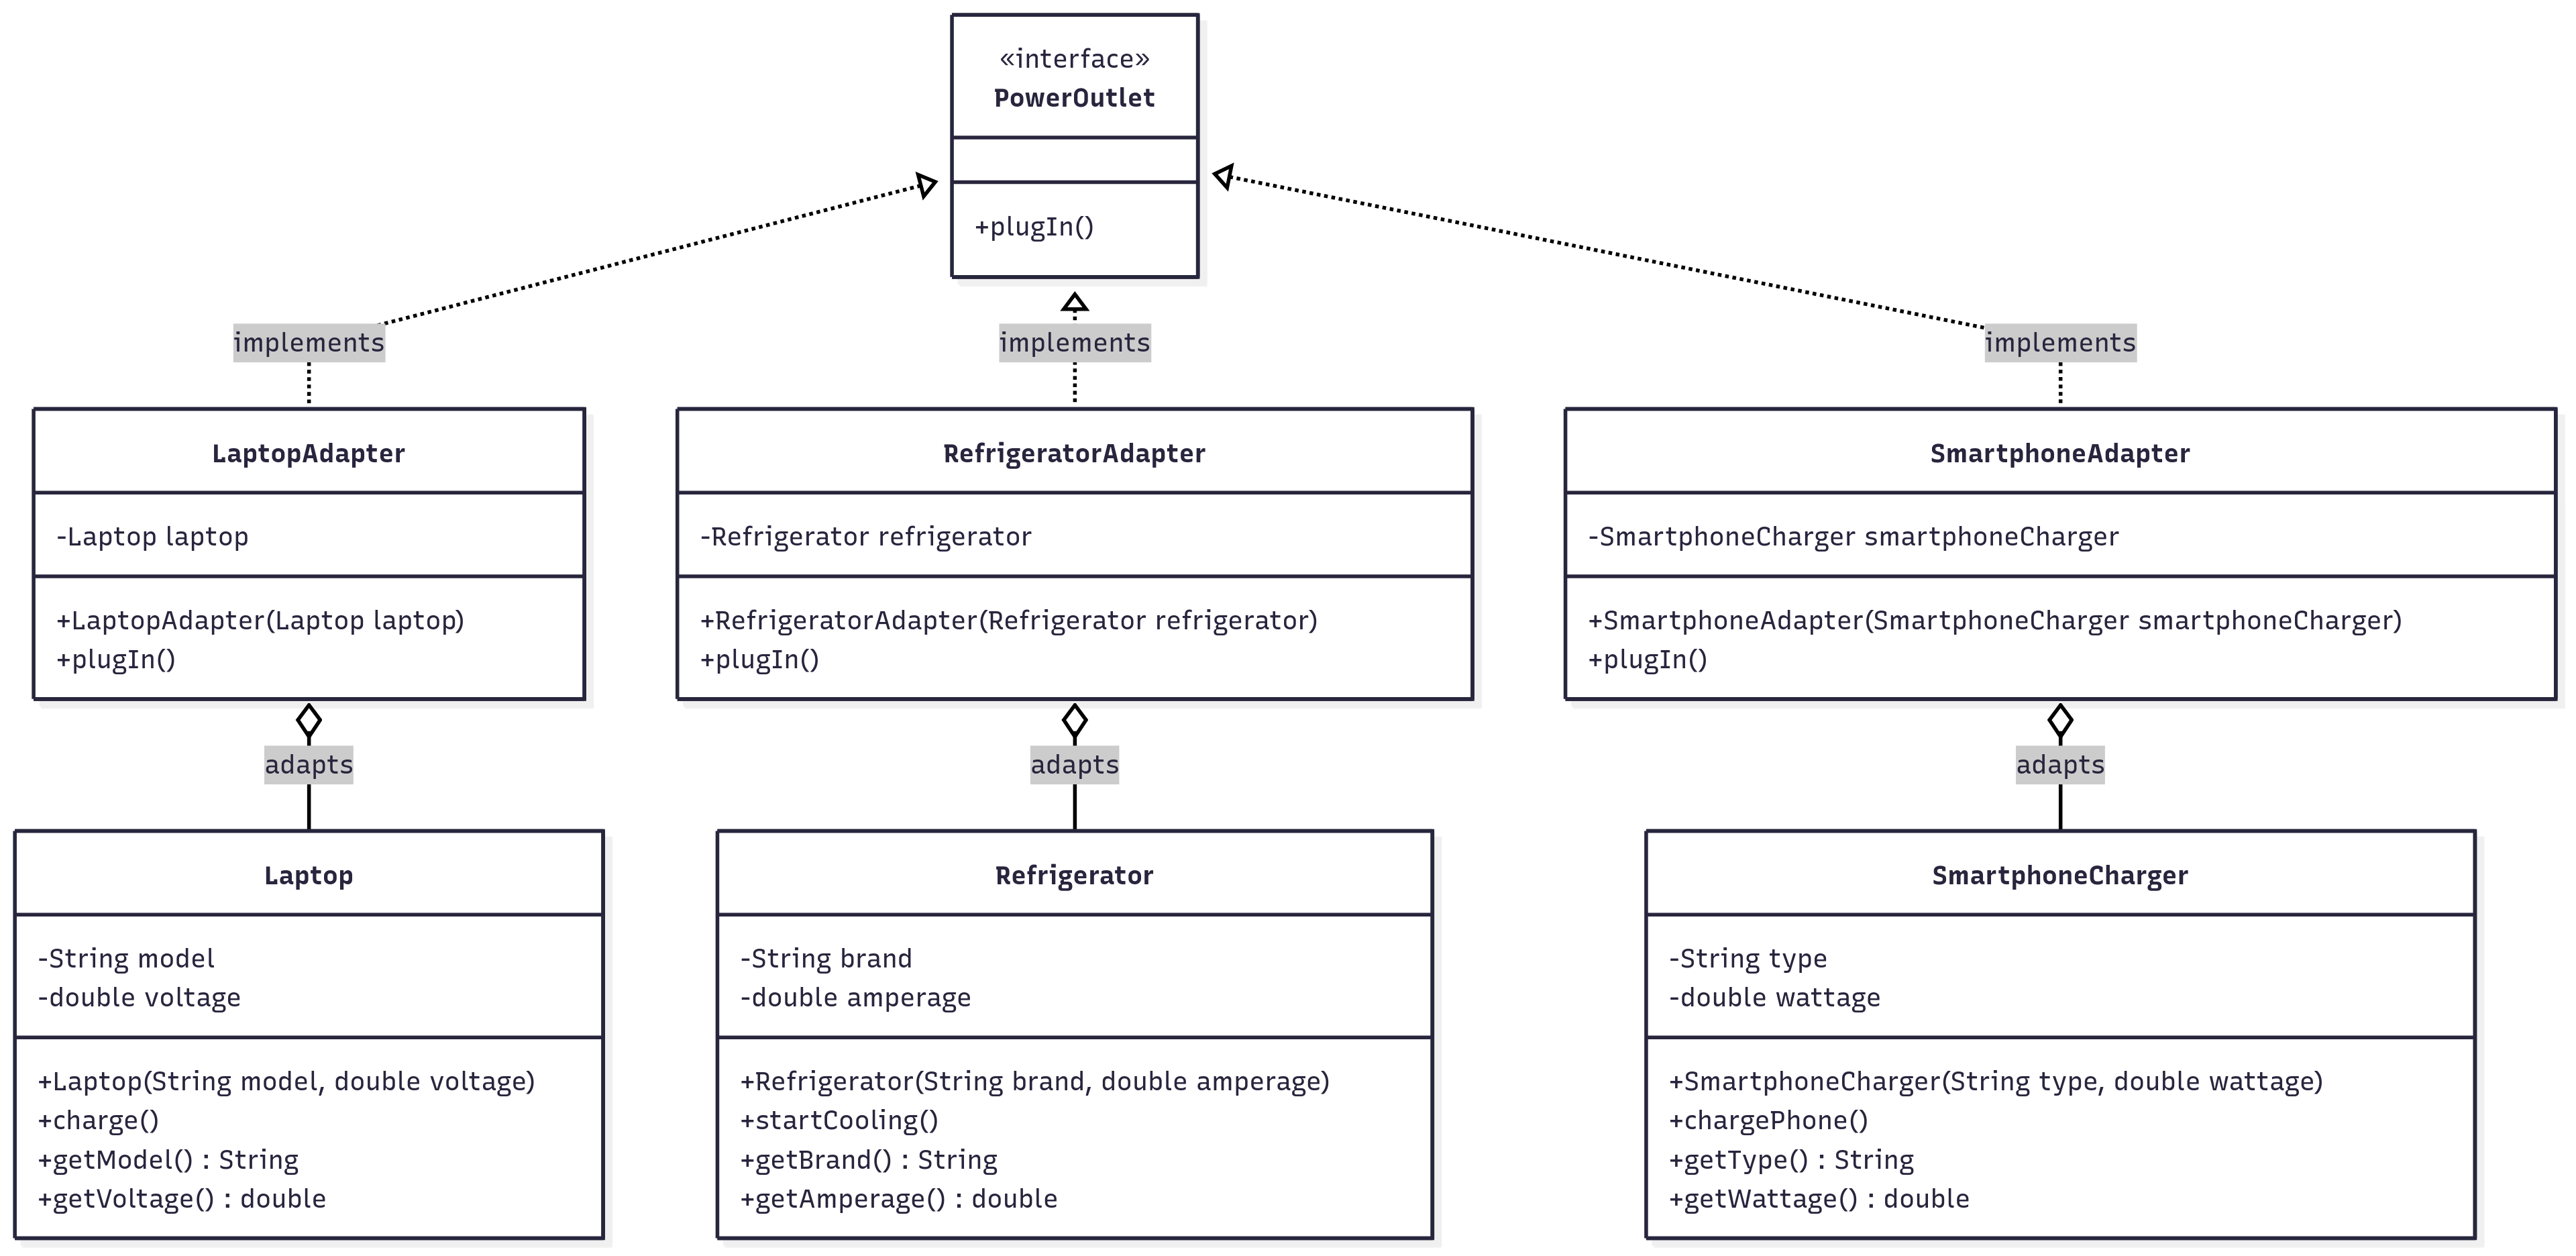 «interface»
PowerOutlet
+plugIn()
implements
implements
implements
LaptopAdapter
-Laptop laptop
+LaptopAdapter(Laptop laptop)
+plugIn()
RefrigeratorAdapter
-Refrigerator refrigerator
+RefrigeratorAdapter(Refrigerator refrigerator)
+plugIn()
SmartphoneAdapter
-SmartphoneCharger smartphoneCharger
+SmartphoneAdapter(SmartphoneCharger smartphoneCharger)
+plugIn()
adapts
adapts
adapts
Laptop
-String model
-double voltage
+Laptop(String model, double voltage)
+charge()
+getModel() : String
+getVoltage() : double
Refrigerator
-String brand
-double amperage
+Refrigerator(String brand, double amperage)
+startCooling()
+getBrand() : String
+getAmperage() : double
SmartphoneCharger
-String type
-double wattage
+SmartphoneCharger(String type, double wattage)
+chargePhone()
+getType() : String
+getWattage() : double